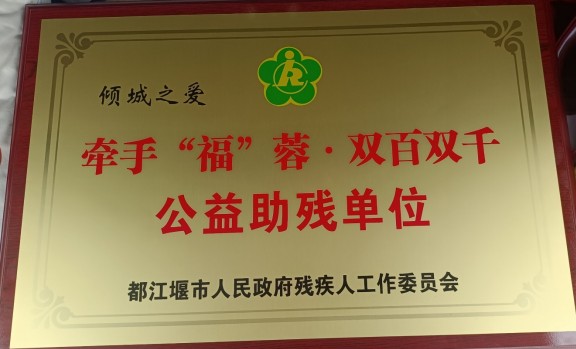 倾城之爱
牵手“福”蓉·双百双千
公益助残单位
都江堰市人民政府残疾人工作委员会